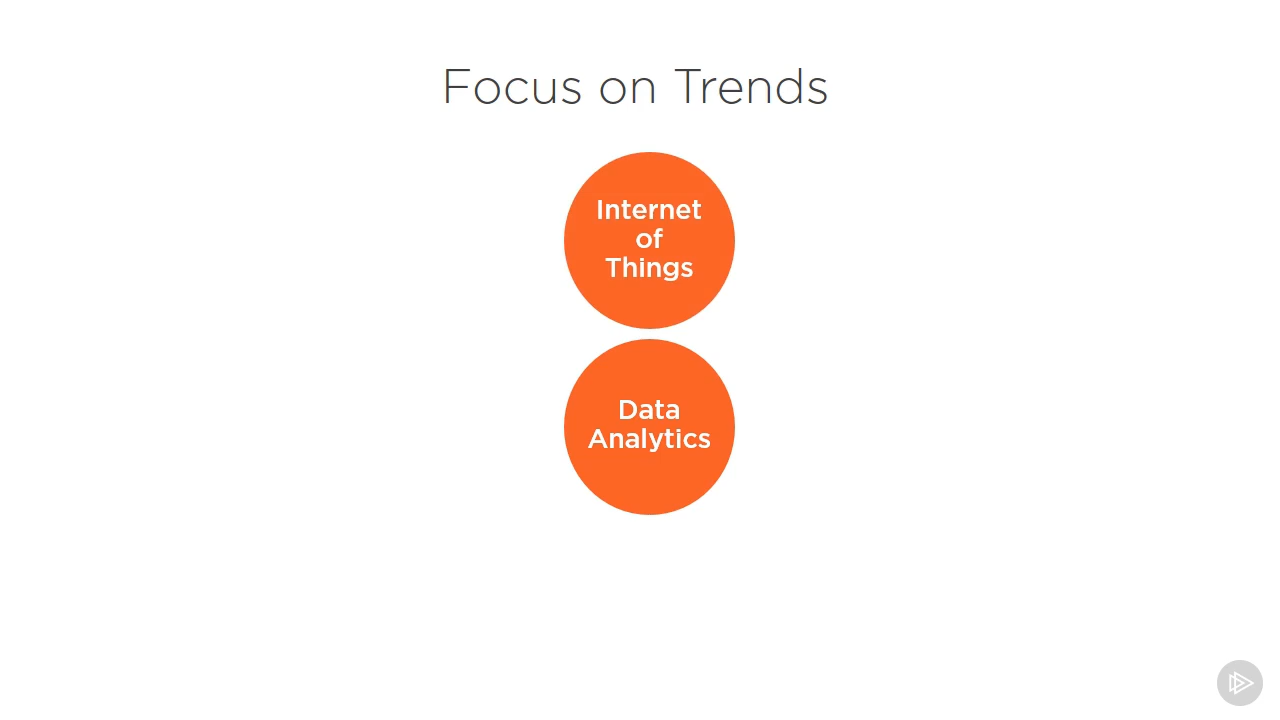 Focus on Trends
Internet
of
Things
Data
Analytics